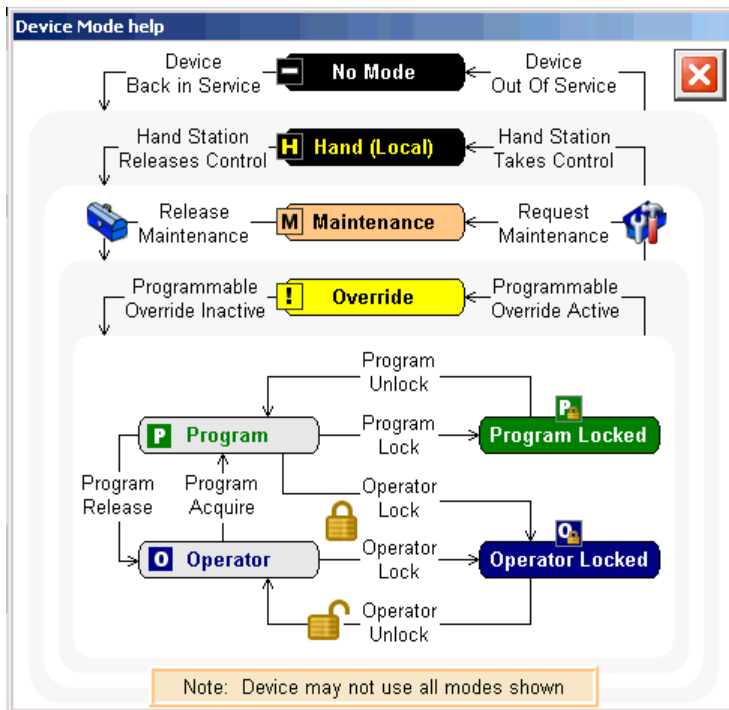 Device Mode help
Device
Back in Service
No Mode
Device
Out Of Service
Hand Station
Releases Control
H Hand (Local)
Hand Station
Takes Control
Release
Maintenance
M Maintenance
Request
Maintenance
Programmable
Override Inactive
! Override
Programmable
Override Active
Program
Unlock
P Program
Program
Lock
P
Program Locked
Program
Release
Program
Acquire
Operator
Lock
O Operator
Operator
Lock
O
Operator Locked
Operator
Unlock
Note: Device may not use all modes shown